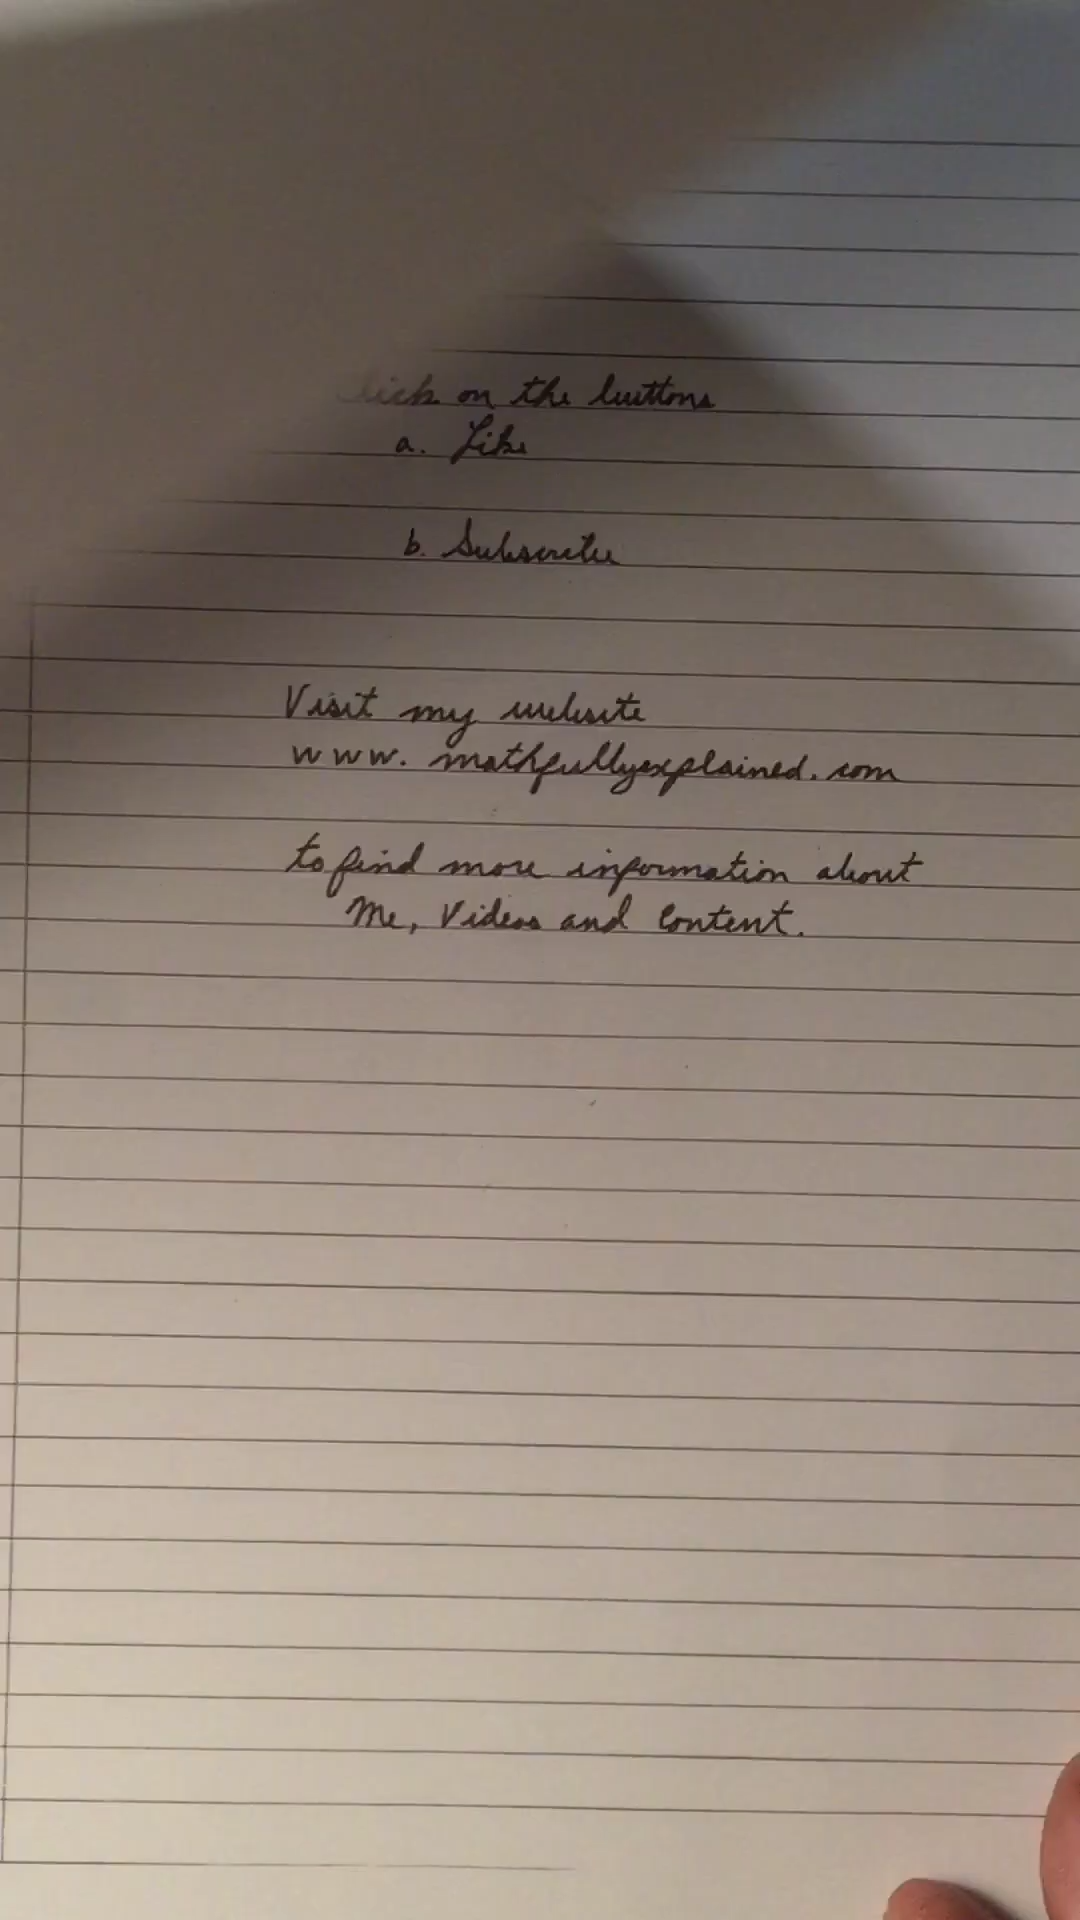 Click on the buttons
a. Like
b. Subscribe
Visit my website
www.mathfullyexplained.com
to find more information about
Me, Videos and Content.